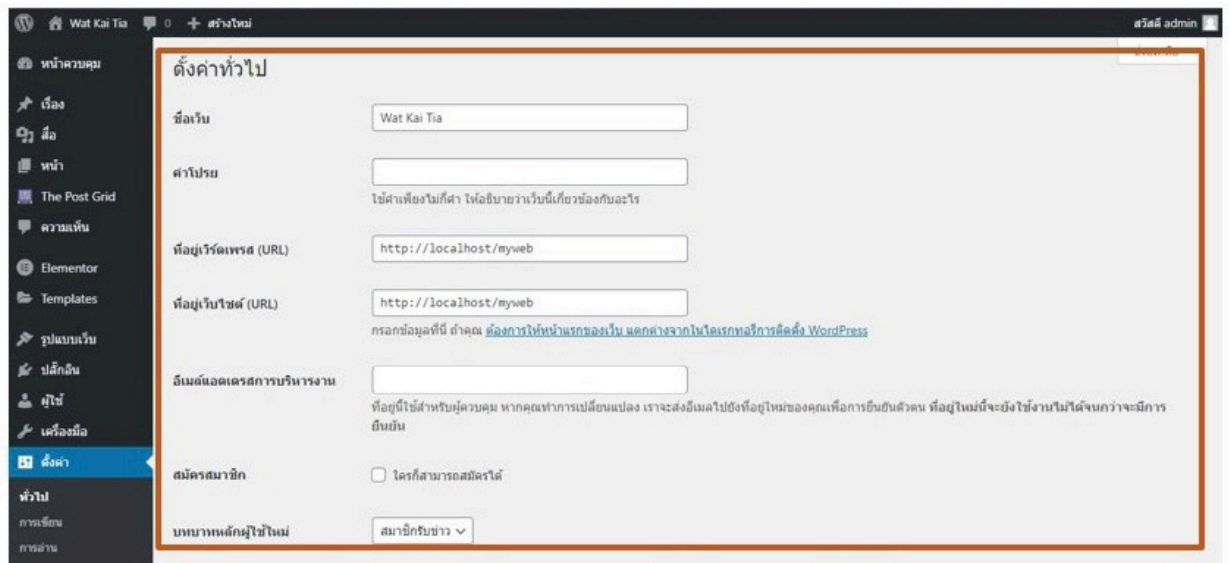 Wat Kai Tia 0 + สร้างใหม่ สวัสดี admin
หน้าควบคุม
เรื่อง
สื่อ
หน้า
The Post Grid
ความเห็น
Elementor
Templates
รูปแบบเว็บ
ปลั๊กอิน
ผู้ใช้
เครื่องมือ
ตั้งค่า
ทั่วไป
การเขียน
การอ่าน
ตั้งค่าทั่วไป
ชื่อเว็บ Wat Kai Tia
คำโปรย
ใช้คำเพียงไม่กี่คำ ให้อธิบายว่าเว็บนี้เกี่ยวข้องกับอะไร
ที่อยู่เวิร์ดเพรส (URL) http://localhost/myweb
ที่อยู่เว็บไซต์ (URL) http://localhost/myweb
กรอกข้อมูลที่นี่ ถ้าคุณ ต้องการให้หน้าแรกของเว็บ แตกต่างจากในไดเรกทอรีการติดตั้ง WordPress
อีเมล์แอดเดรสการบริหารงาน
ที่อยู่นี้ใช้สำหรับผู้ควบคุม หากคุณทำการเปลี่ยนแปลง เราจะส่งอีเมลไปยังที่อยู่ใหม่ของคุณเพื่อการยืนยันตัวตน ที่อยู่ใหม่นี้จะยังใช้งานไม่ได้จนกว่าจะมีการ
ยืนยัน
สมัครสมาชิก ใครก็สามารถสมัครได้
บทบาทหลักผู้ใช้ใหม่ สมาชิกรับข่าว